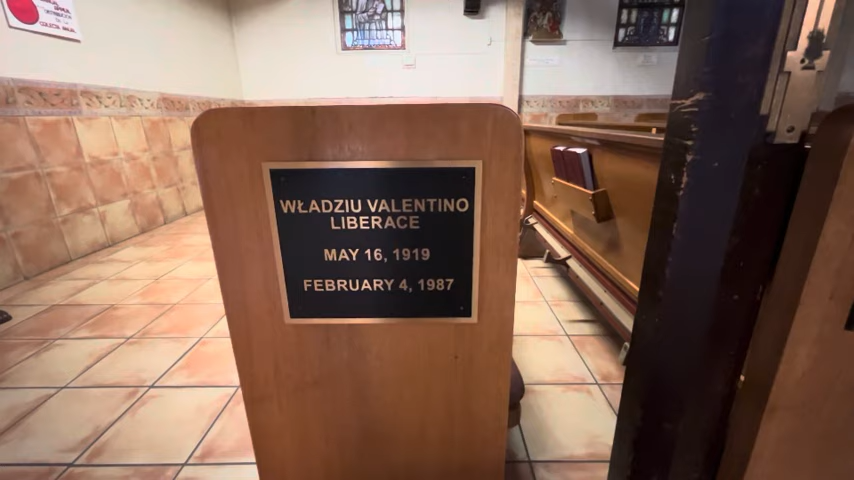 WŁADZIU VALENTINO
LIBERACE
MAY 16, 1919
FEBRUARY 4, 1987